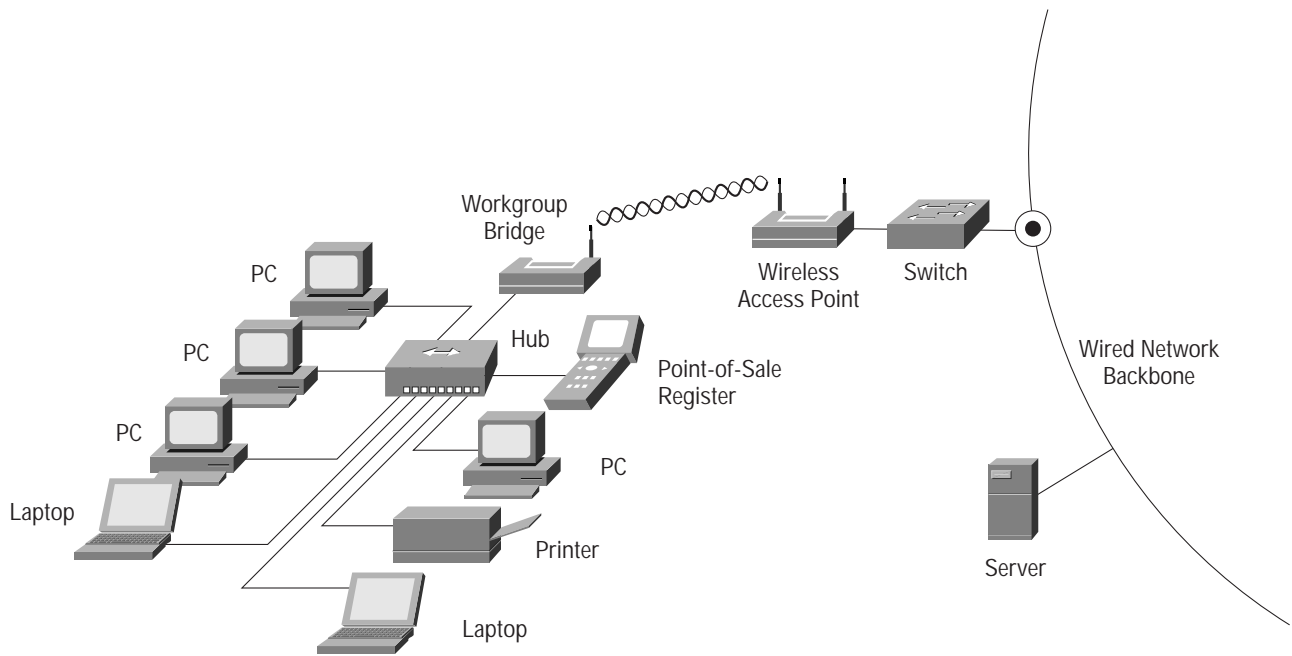 Workgroup
Bridge
PC
Wireless
Access Point
Switch
Hub
PC
Point-of-Sale
Register
Wired Network
Backbone
PC
PC
Laptop
Printer
Server
Laptop